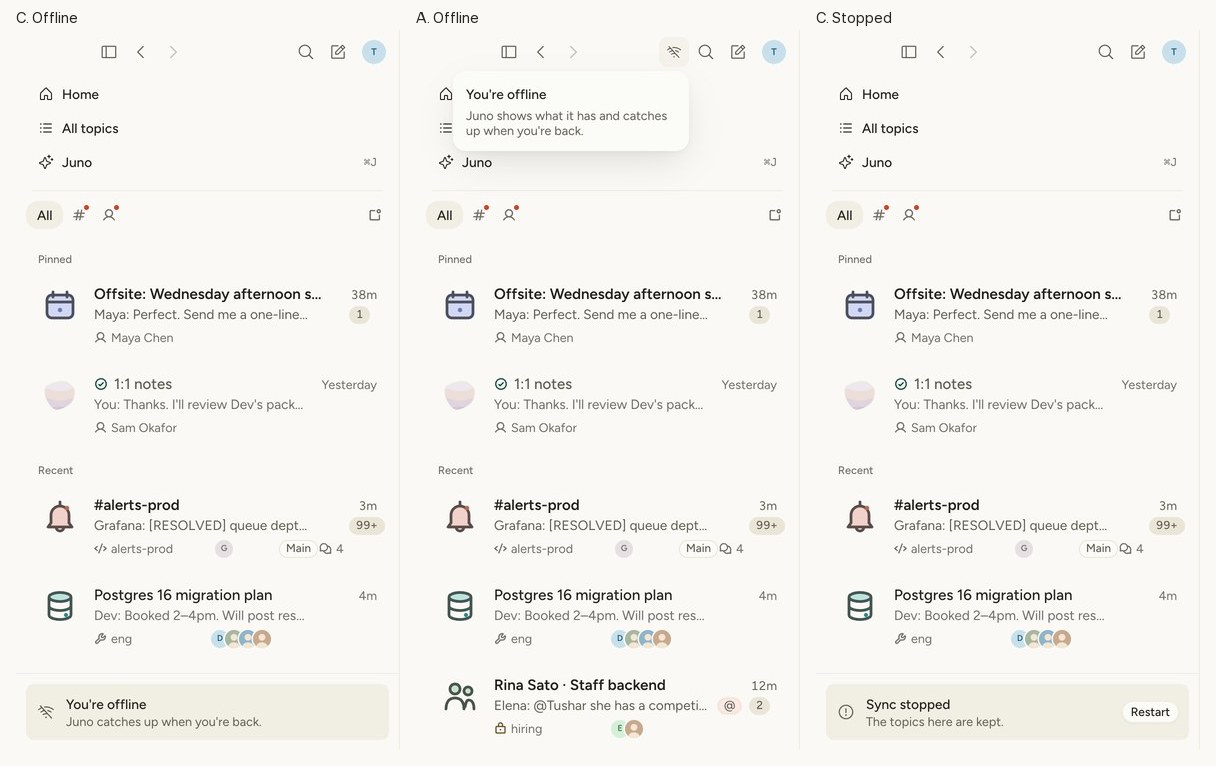 C. Offline
T
Home
All topics
Juno ⌘J
All
Pinned
Offsite: Wednesday afternoon s... 38m
Maya: Perfect. Send me a one-line... 1
Maya Chen
1:1 notes Yesterday
You: Thanks. I'll review Dev's pack...
Sam Okafor
Recent
#alerts-prod 3m
Grafana: [RESOLVED] queue dept... 99+
alerts-prod G Main 4
Postgres 16 migration plan 4m
Dev: Booked 2–4pm. Will post res...
eng D
You're offline
Juno catches up when you're back.
A. Offline
T
You're offline
Juno shows what it has and catches
up when you're back.
Juno ⌘J
All
Pinned
Offsite: Wednesday afternoon s... 38m
Maya: Perfect. Send me a one-line... 1
Maya Chen
1:1 notes Yesterday
You: Thanks. I'll review Dev's pack...
Sam Okafor
Recent
#alerts-prod 3m
Grafana: [RESOLVED] queue dept... 99+
alerts-prod G Main 4
Postgres 16 migration plan 4m
Dev: Booked 2–4pm. Will post res...
eng D
Rina Sato · Staff backend 12m
Elena: @Tushar she has a competi... @ 2
hiring E
C. Stopped
T
Home
All topics
Juno ⌘J
All
Pinned
Offsite: Wednesday afternoon s... 38m
Maya: Perfect. Send me a one-line... 1
Maya Chen
1:1 notes Yesterday
You: Thanks. I'll review Dev's pack...
Sam Okafor
Recent
#alerts-prod 3m
Grafana: [RESOLVED] queue dept... 99+
alerts-prod G Main 4
Postgres 16 migration plan 4m
Dev: Booked 2–4pm. Will post res...
eng D
Sync stopped
The topics here are kept.
Restart